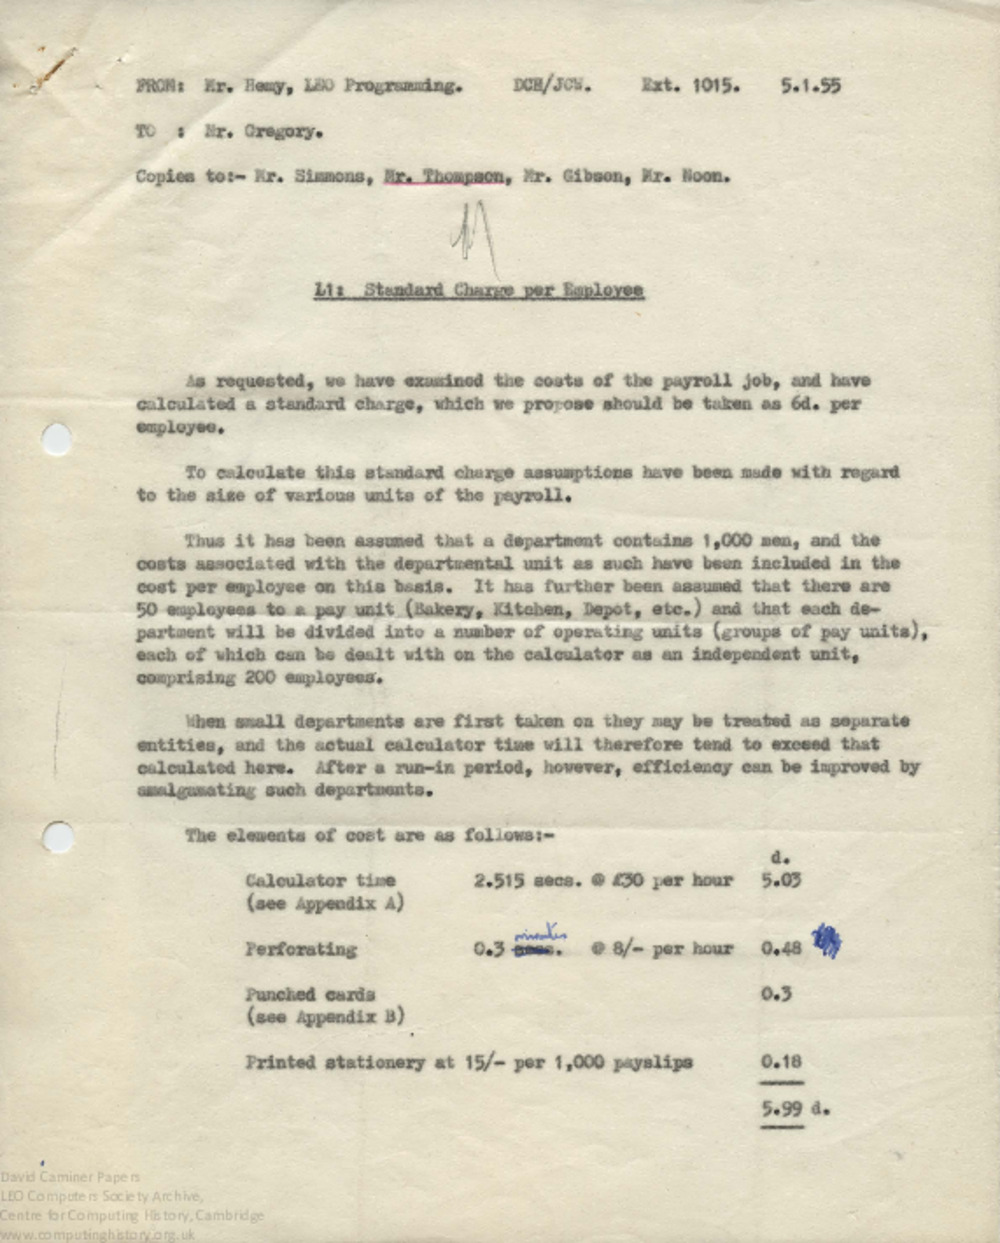 FROM: Mr. Hemy, LEO Programming. DCH/JCW. Ext. 1015. 5.1.55
TO : Mr. Gregory.
Copies to:- Mr. Simmons, Mr. Thompson, Mr. Gibson, Mr. Noon.
L1: Standard Charge per Employee
As requested, we have examined the costs of the payroll job, and have
calculated a standard charge, which we propose should be taken as 6d. per
employee.
To calculate this standard charge assumptions have been made with regard
to the size of various units of the payroll.
Thus it has been assumed that a department contains 1,000 men, and the
costs associated with the departmental unit as such have been included in the
cost per employee on this basis. It has further been assumed that there are
50 employees to a pay unit (Bakery, Kitchen, Depot, etc.) and that each de-
partment will be divided into a number of operating units (groups of pay units),
each of which can be dealt with on the calculator as an independent unit,
comprising 200 employees.
When small departments are first taken on they may be treated as separate
entities, and the actual calculator time will therefore tend to exceed that
calculated here. After a run-in period, however, efficiency can be improved by
amalgamating such departments.
The elements of cost are as follows:-
d.
Calculator time 2.515 secs. @ £30 per hour 5.03
(see Appendix A)
minutes
Perforating 0.3 secs. @ 8/- per hour 0.48
Punched cards 0.3
(see Appendix B)
Printed stationery at 15/- per 1,000 payslips 0.18
5.99 d.
David Caminer Papers
LEO Computers Society Archive,
Centre for Computing History, Cambridge
www.computinghistory.org.uk